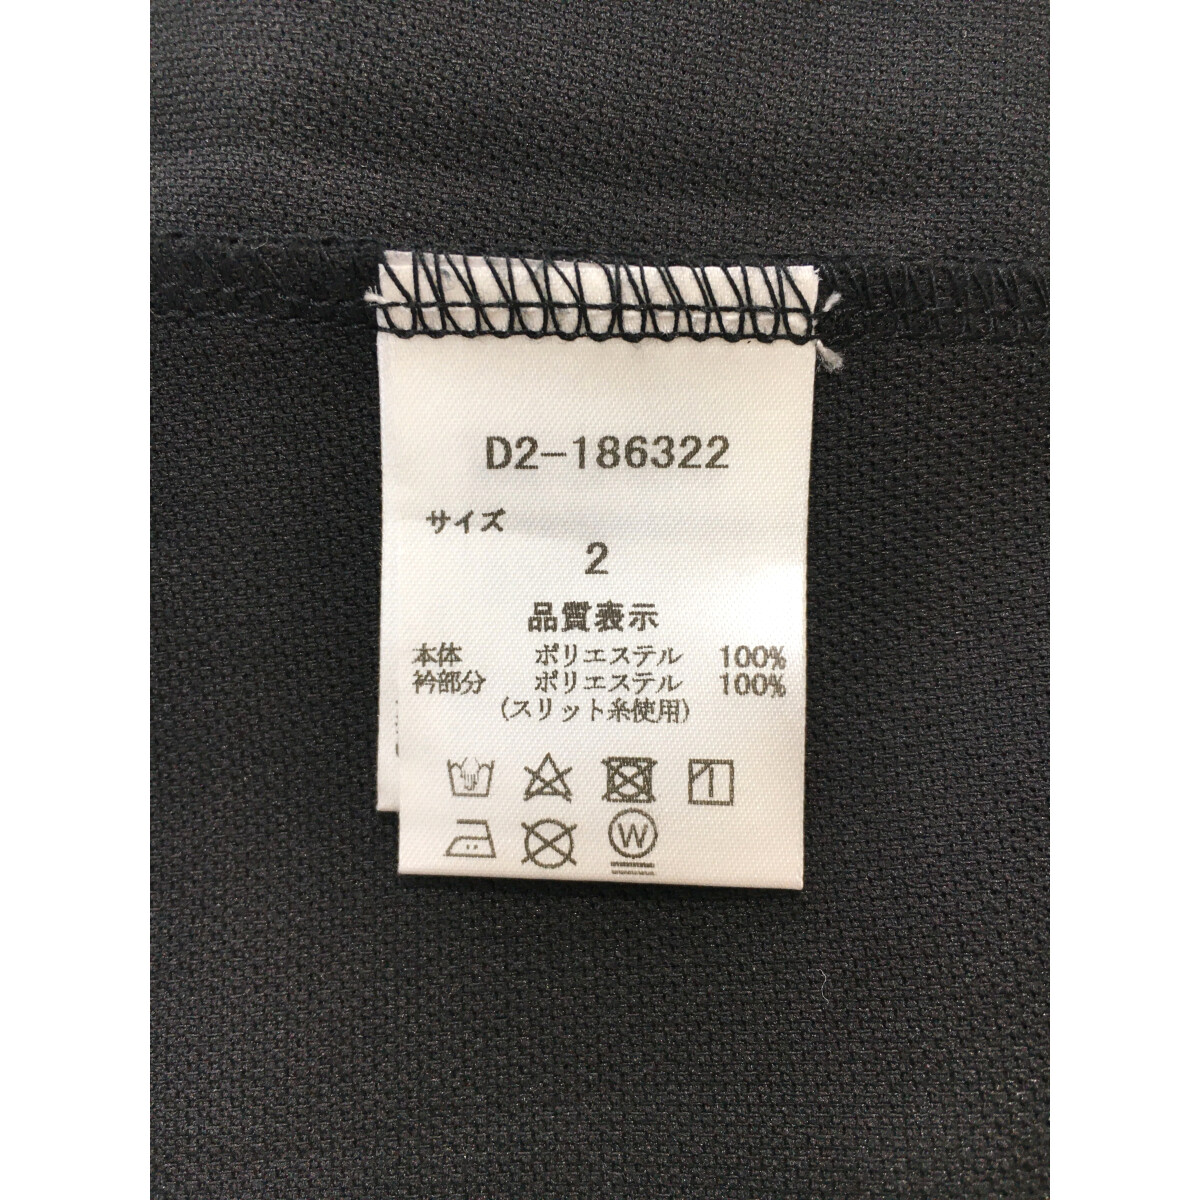 D2-186322
サイズ
2
品質表示
本体 ポリエステル 100%
衿部分 ポリエステル 100%
(スリット糸使用)
W